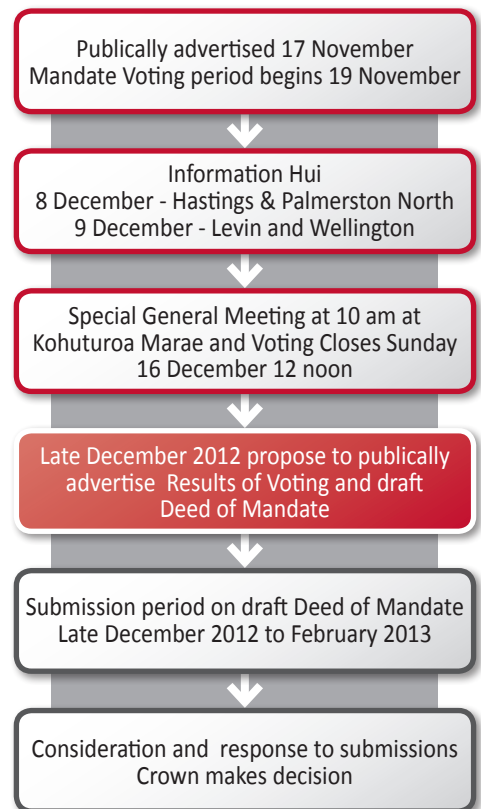 Publically advertised 17 November
Mandate Voting period begins 19 November
Information Hui
8 December - Hastings & Palmerston North
9 December - Levin and Wellington
Special General Meeting at 10 am at
Kohuturoa Marae and Voting Closes Sunday
16 December 12 noon
Late December 2012 propose to publically
advertise Results of Voting and draft
Deed of Mandate
Submission period on draft Deed of Mandate
Late December 2012 to February 2013
Consideration and response to submissions
Crown makes decision